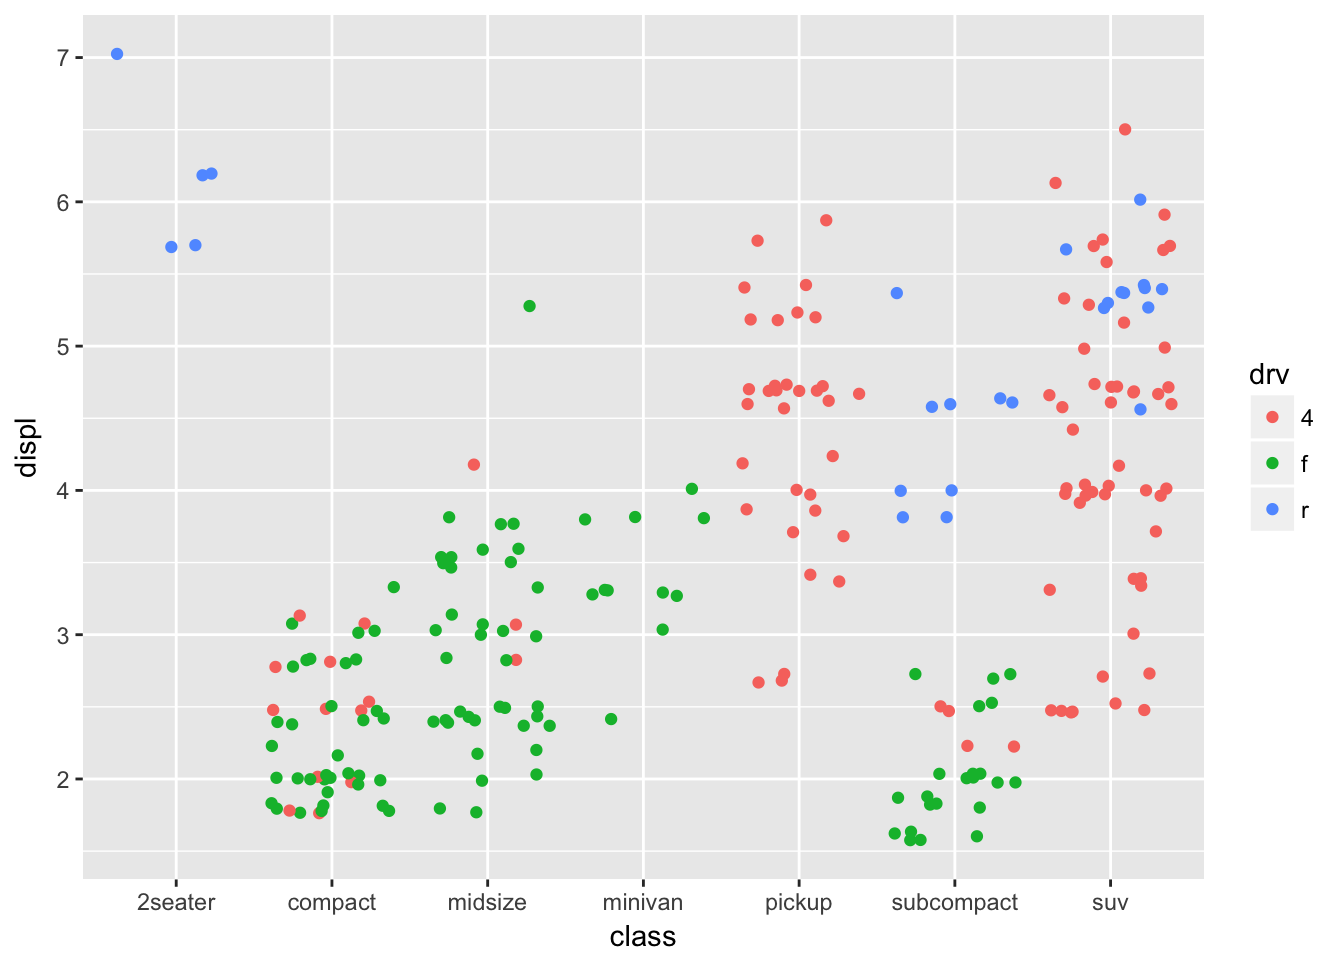 7
6
5
4
3
2
displ
2seater compact midsize minivan pickup subcompact suv
class
drv
4
f
r